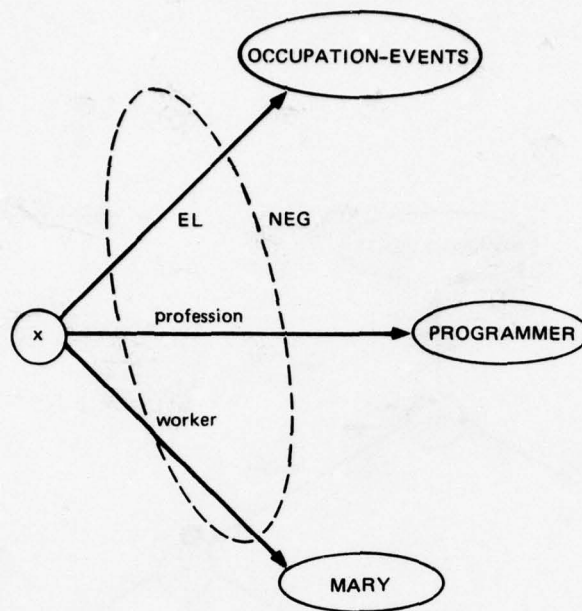 OCCUPATION-EVENTS
EL
NEG
profession
x
PROGRAMMER
worker
MARY